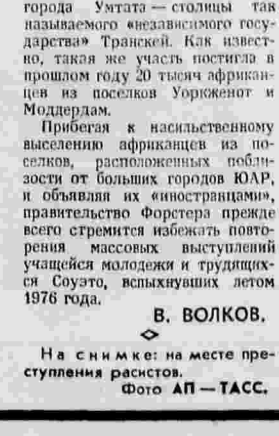 города Умтата — столицы так
называемого «независимого го-
сударства» Транскей. Как извест-
но, такая же участь постигла в
прошлом году 20 тысяч африкан-
цев из поселков Уоркженот и
Моддердам.
Прибегая к насильственному
выселению африканцев из по-
селков, расположенных побли-
зости от больших городов ЮАР,
и объявляя их «иностранцами»,
правительство Форстера прежде
всего стремится избежать повто-
рения массовых выступлений
учащейся молодежи и трудящих-
ся Соуэто, вспыхнувших летом
1976 года.
В. ВОЛКОВ.
На снимке: на месте пре-
ступления расистов.
Фото АП — ТАСС.